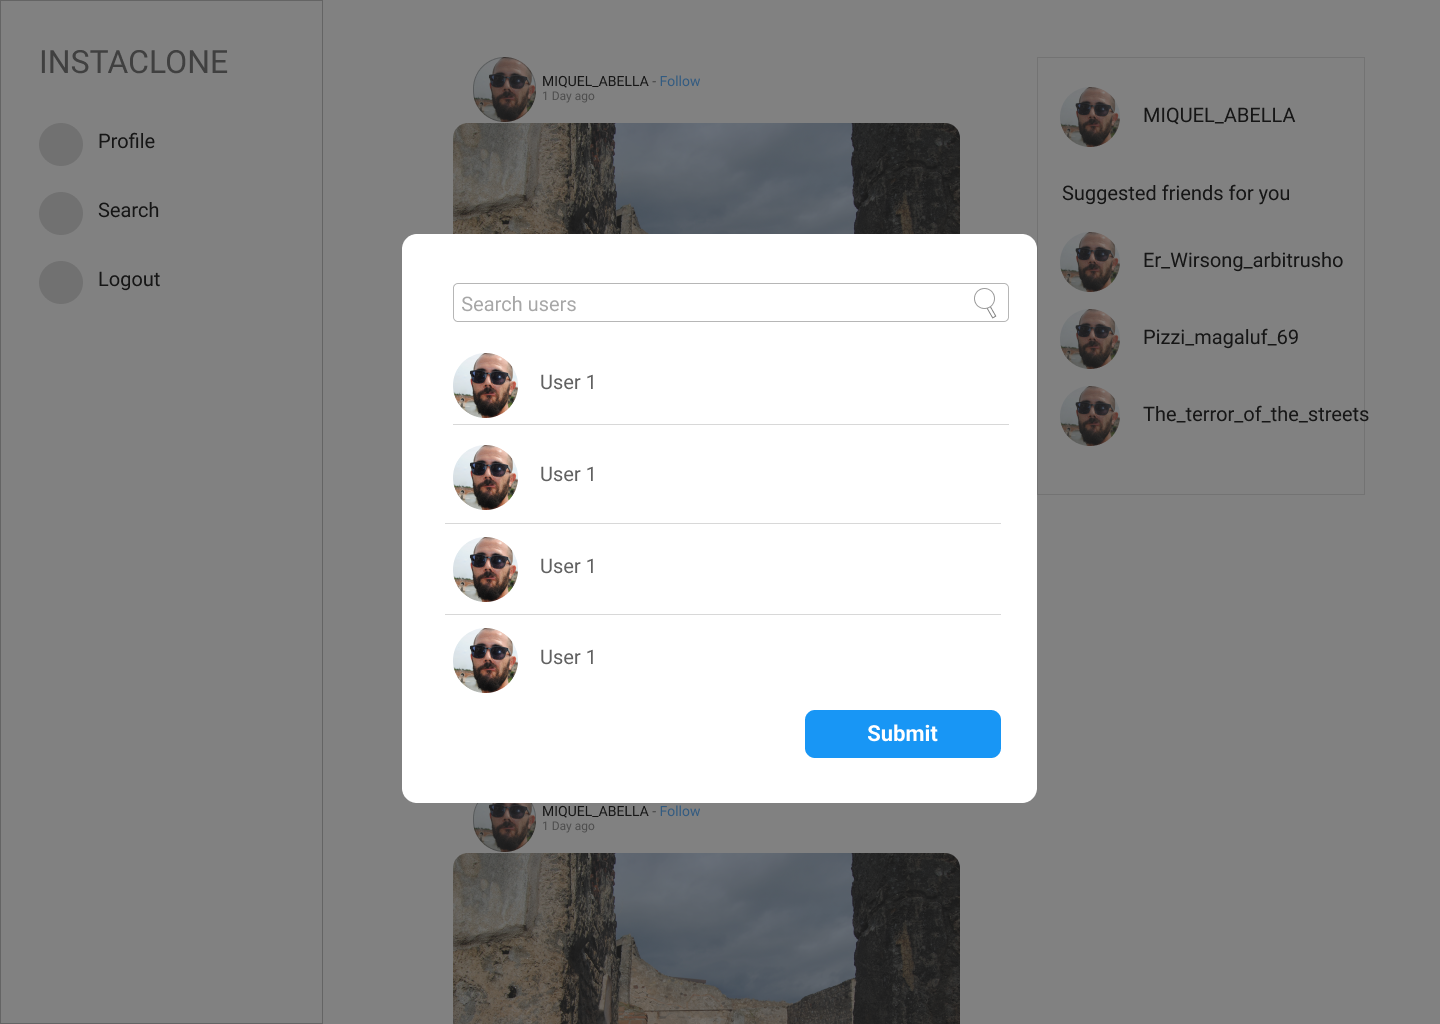 INSTACLONE
Profile
Search
Logout
MIQUEL_ABELLA - Follow
1 Day ago
Search users
User 1
User 1
User 1
User 1
Submit
MIQUEL_ABELLA - Follow
1 Day ago
MIQUEL_ABELLA
Suggested friends for you
Er_Wirsong_arbitrusho
Pizzi_magaluf_69
The_terror_of_the_streets